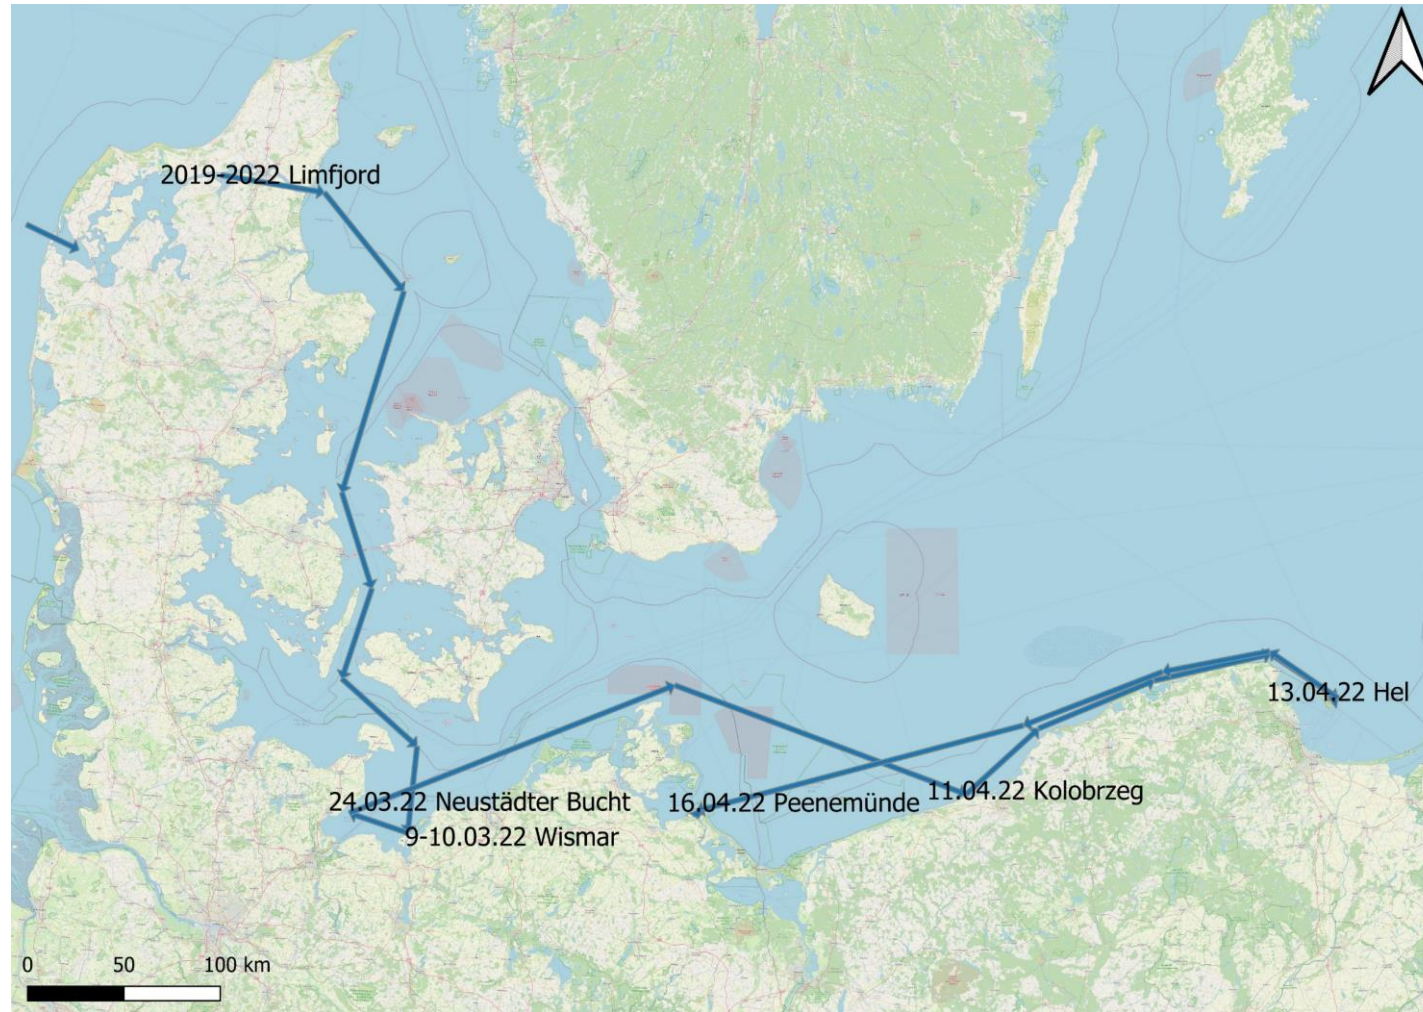 2019-2022 Limfjord
13.04.22 Hel
24.03.22 Neustädter Bucht
16.04.22 Peenemünde
11.04.22 Kolobrzeg
9-10.03.22 Wismar
0 50 100 km